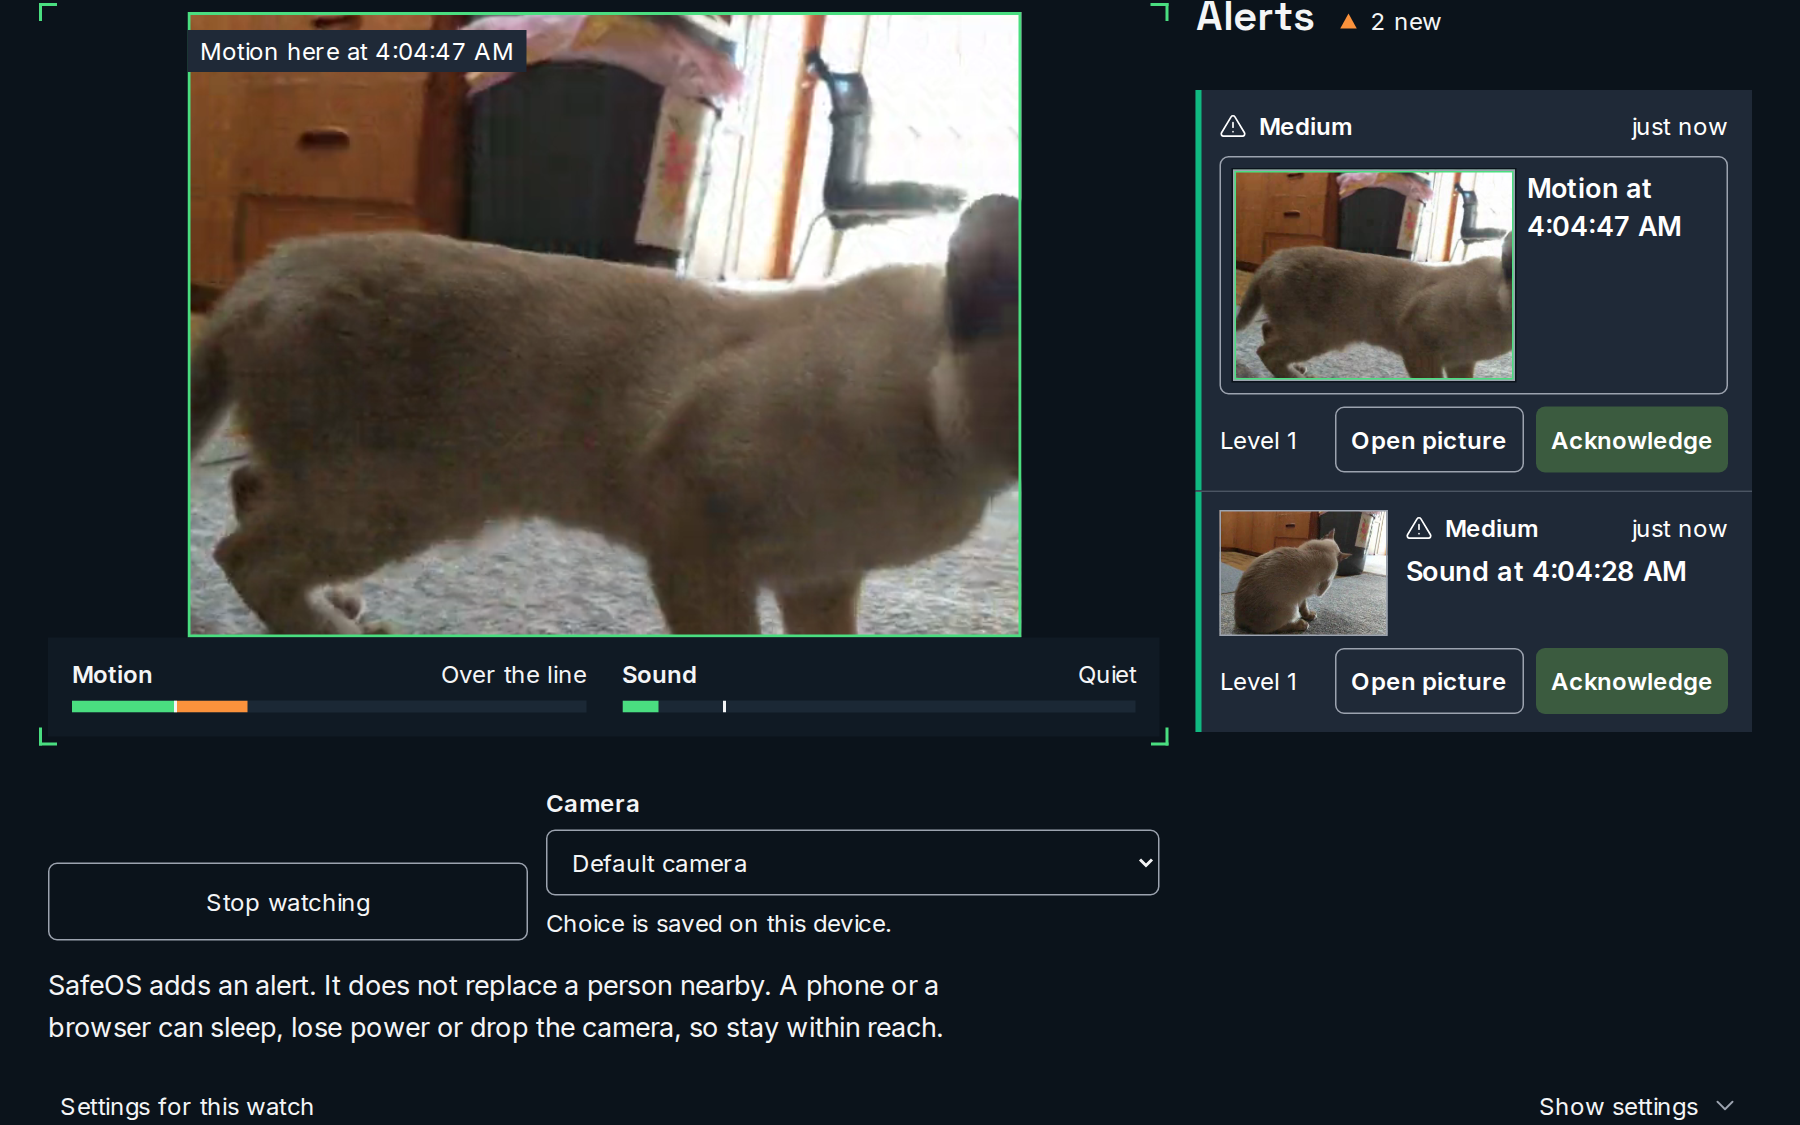 Motion here at 4:04:47 AM
Motion
Over the line
Sound
Quiet
Camera
Default camera
Stop watching
Choice is saved on this device.
SafeOS adds an alert. It does not replace a person nearby. A phone or a
browser can sleep, lose power or drop the camera, so stay within reach.
Settings for this watch
Show settings
Alerts
2 new
Medium
just now
Motion at
4:04:47 AM
Level 1
Open picture
Acknowledge
Medium
just now
Sound at 4:04:28 AM
Level 1
Open picture
Acknowledge